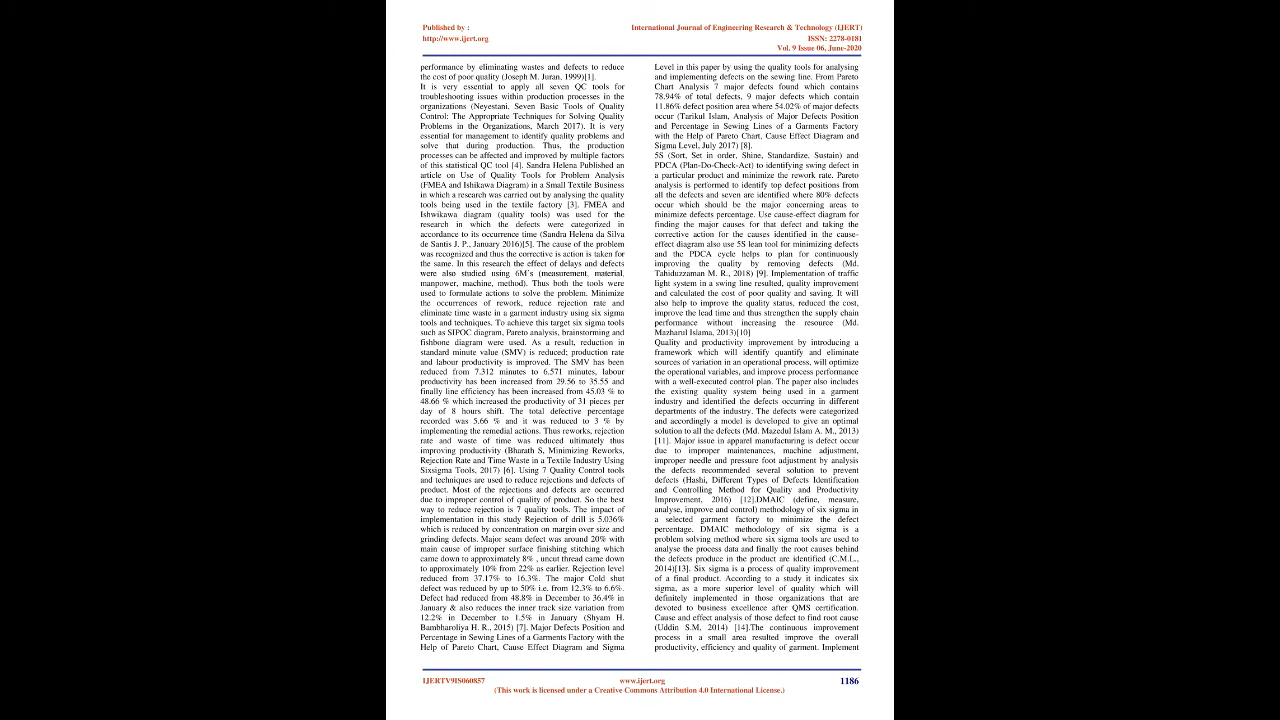 Published by :
http://www.ijert.org
International Journal of Engineering Research & Technology (IJERT)
ISSN: 2278-0181
Vol. 9 Issue 06, June-2020
performance by eliminating wastes and defects to reduce
the cost of poor quality (Joseph M. Juran, 1999)[1].
It is very essential to apply all seven QC tools for
troubleshooting issues within production processes in the
organizations (Neyestani, Seven Basic Tools of Quality
Control: The Appropriate Techniques for Solving Quality
Problems in the Organizations, March 2017). It is very
essential for management to identify quality problems and
solve that during production. Thus, the production
processes can be affected and improved by multiple factors
of this statistical QC tool [4]. Sandra Helena Published an
article on Use of Quality Tools for Problem Analysis
(FMEA and Ishikawa Diagram) in a Small Textile Business
in which a research was carried out by analysing the quality
tools being used in the textile factory [3]. FMEA and
Ishwikawa diagram (quality tools) was used for the
research in which the defects were categorized in
accordance to its occurrence time (Sandra Helena da Silva
de Santis J. P., January 2016)[5]. The cause of the problem
was recognized and thus the corrective is action is taken for
the same. In this research the effect of delays and defects
were also studied using 6M's (measurement, material,
manpower, machine, method). Thus both the tools were
used to formulate actions to solve the problem. Minimize
the occurrences of rework, reduce rejection rate and
eliminate time waste in a garment industry using six sigma
tools and techniques. To achieve this target six sigma tools
such as SIPOC diagram, Pareto analysis, brainstorming and
fishbone diagram were used. As a result, reduction in
standard minute value (SMV) is reduced; production rate
and labour productivity is improved. The SMV has been
reduced from 7.312 minutes to 6.571 minutes, labour
productivity has been increased from 29.56 to 35.55 and
finally line efficiency has been increased from 45.03 % to
48.66 % which increased the productivity of 31 pieces per
day of 8 hours shift. The total defective percentage
recorded was 5.66 % and it was reduced to 3 % by
implementing the remedial actions. Thus reworks, rejection
rate and waste of time was reduced ultimately thus
improving productivity (Bharath S, Minimizing Reworks,
Rejection Rate and Time Waste in a Textile Industry Using
Sixsigma Tools, 2017) [6]. Using 7 Quality Control tools
and techniques are used to reduce rejections and defects of
product. Most of the rejections and defects are occurred
due to improper control of quality of product. So the best
way to reduce rejection is 7 quality tools. The impact of
implementation in this study Rejection of drill is 5.036%
which is reduced by concentration on margin over size and
grinding defects. Major seam defect was around 20% with
main cause of improper surface finishing stitching which
came down to approximately 8% , uncut thread came down
to approximately 10% from 22% as earlier. Rejection level
reduced from 37.17% to 16.3%. The major Cold shut
defect was reduced by up to 50% i.e. from 12.3% to 6.6%.
Defect had reduced from 48.8% in December to 36.4% in
January & also reduces the inner track size variation from
12.2% in December to 1.5% in January (Shyam H.
Bambharoliya H. R., 2015) [7]. Major Defects Position and
Percentage in Sewing Lines of a Garments Factory with the
Help of Pareto Chart, Cause Effect Diagram and Sigma
Level in this paper by using the quality tools for analysing
and implementing defects on the sewing line. From Pareto
Chart Analysis 7 major defects found which contains
78.94% of total defects, 9 major defects which contain
11.86% defect position area where 54.02% of major defects
occur (Tarikul Islam, Analysis of Major Defects Position
and Percentage in Sewing Lines of a Garments Factory
with the Help of Pareto Chart, Cause Effect Diagram and
Sigma Level, July 2017) [8].
5S (Sort, Set in order, Shine, Standardize, Sustain) and
PDCA (Plan-Do-Check-Act) to identifying swing defect in
a particular product and minimize the rework rate. Pareto
analysis is performed to identify top defect positions from
all the defects and seven are identified where 80% defects
occur which should be the major concerning areas to
minimize defects percentage. Use cause-effect diagram for
finding the major causes for that defect and taking the
corrective action for the causes identified in the cause-
effect diagram also use 5S lean tool for minimizing defects
and the PDCA cycle helps to plan for continuously
improving the quality by removing defects (Md.
Tahiduzzaman M. R., 2018) [9]. Implementation of traffic
light system in a swing line resulted, quality improvement
and calculated the cost of poor quality and saving. It will
also help to improve the quality status, reduced the cost,
improve the lead time and thus strengthen the supply chain
performance without increasing the resource (Md.
Mazharul Islama, 2013)[10]
Quality and productivity improvement by introducing a
framework which will identify quantify and eliminate
sources of variation in an operational process, will optimize
the operational variables, and improve process performance
with a well-executed control plan. The paper also includes
the existing quality system being used in a garment
industry and identified the defects occurring in different
departments of the industry. The defects were categorized
and accordingly a model is developed to give an optimal
solution to all the defects (Md. Mazedul Islam A. M., 2013)
[11]. Major issue in apparel manufacturing is defect occur
due to improper maintenances, machine adjustment,
improper needle and pressure foot adjustment by analysis
the defects recommended several solution to prevent
defects (Hashi, Different Types of Defects Identification
and Controlling Method for Quality and Productivity
Improvement, 2016) [12].DMAIC (define, measure,
analyse, improve and control) methodology of six sigma in
a selected garment factory to minimize the defect
percentage. DMAIC methodology of six sigma is a
problem solving method where six sigma tools are used to
analyse the process data and finally the root causes behind
the defects produce in the product are identified (C.M.L.,
2014)[13]. Six sigma is a process of quality improvement
of a final product. According to a study it indicates six
sigma, as a more superior level of quality which will
definitely implemented in those organizations that are
devoted to business excellence after QMS certification.
Cause and effect analysis of those defect to find root cause
(Uddin S.M, 2014) [14].The continuous improvement
process in a small area resulted improve the overall
productivity, efficiency and quality of garment. Implement
IJERTV9IS060857
www.ijert.org
1186
(This work is licensed under a Creative Commons Attribution 4.0 International License.)